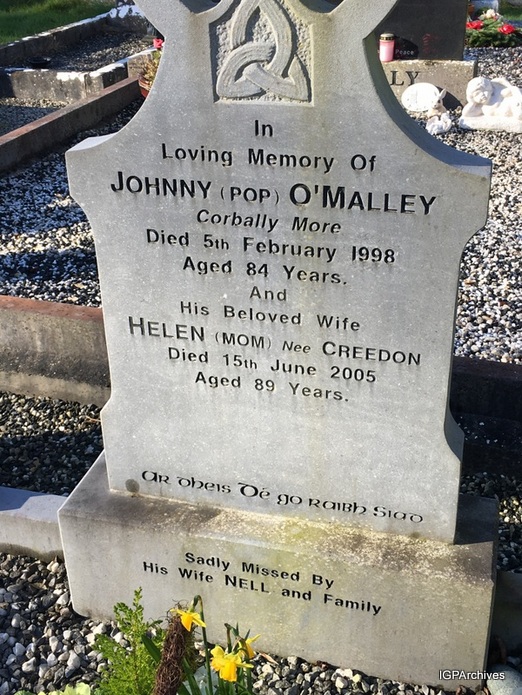 In
Loving Memory Of
JOHNNY (POP) O'MALLEY
Corbally More
Died 5th February 1998
Aged 84 Years.
And
His Beloved Wife
HELEN (MOM) Nee CREEDON
Died 15th June 2005
Aged 89 Years.
Ar dheis Dé go raibh Siad
Sadly Missed By
His Wife NELL and Family
Peace
LY
IGPArchives